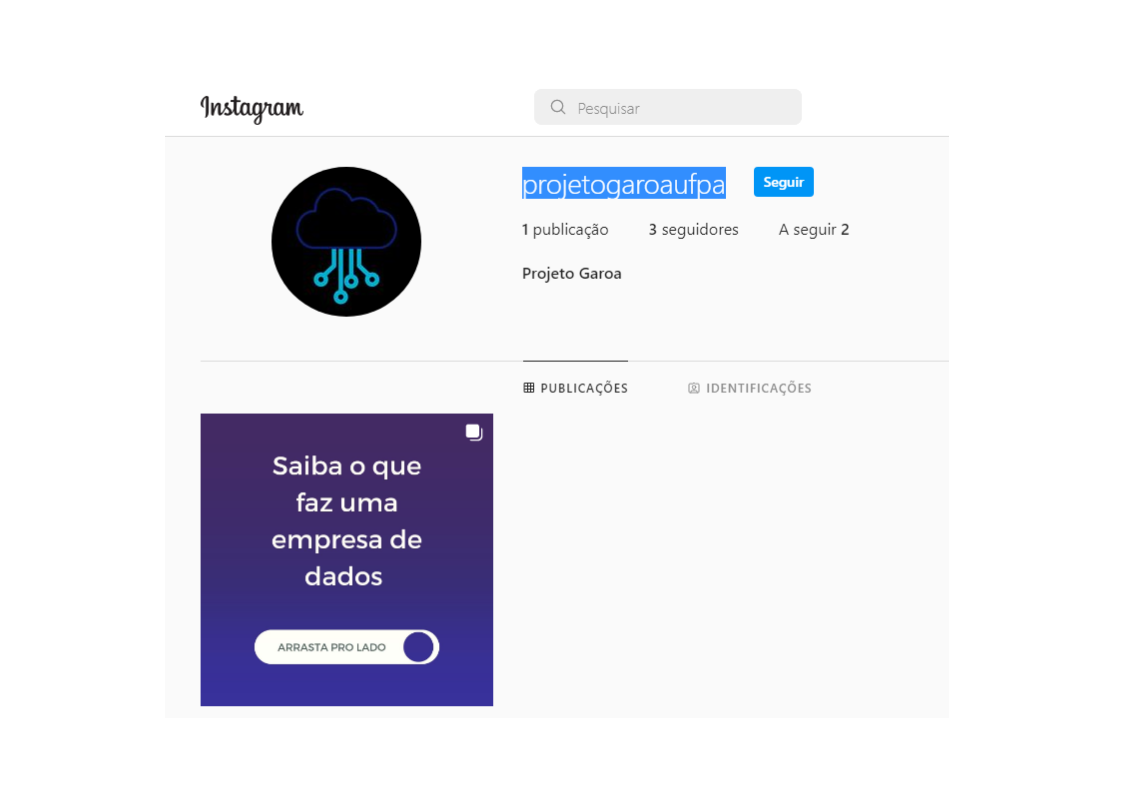 Instagram
Pesquisar
projetogaroaufpa
Seguir
1 publicação 3 seguidores A seguir 2
Projeto Garoa
PUBLICAÇÕES IDENTIFICAÇÕES
Saiba o que
faz uma
empresa de
dados
ARRASTA PRO LADO